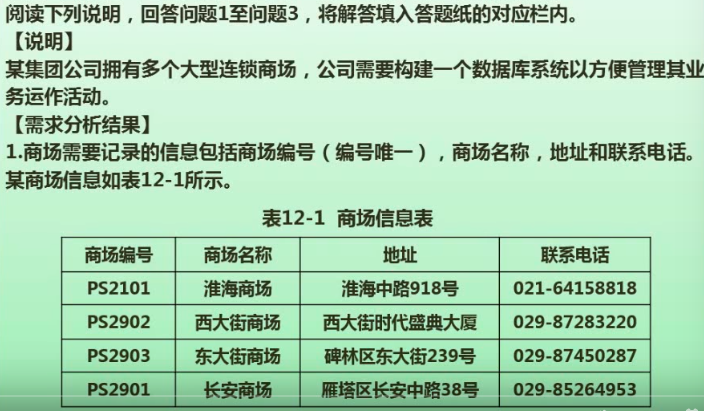 阅读下列说明，回答问题1至问题3，将解答填入答题纸的对应栏内。
【说明】
某集团公司拥有多个大型连锁商场，公司需要构建一个数据库系统以方便管理其业
务运作活动。
【需求分析结果】
1.商场需要记录的信息包括商场编号（编号唯一），商场名称，地址和联系电话。
某商场信息如表12-1所示。
表12-1 商场信息表
商场编号 商场名称 地址 联系电话
PS2101 淮海商场 淮海中路918号 021-64158818
PS2902 西大街商场 西大街时代盛典大厦 029-87283220
PS2903 东大街商场 碑林区东大街239号 029-87450287
PS2901 长安商场 雁塔区长安中路38号 029-85264953